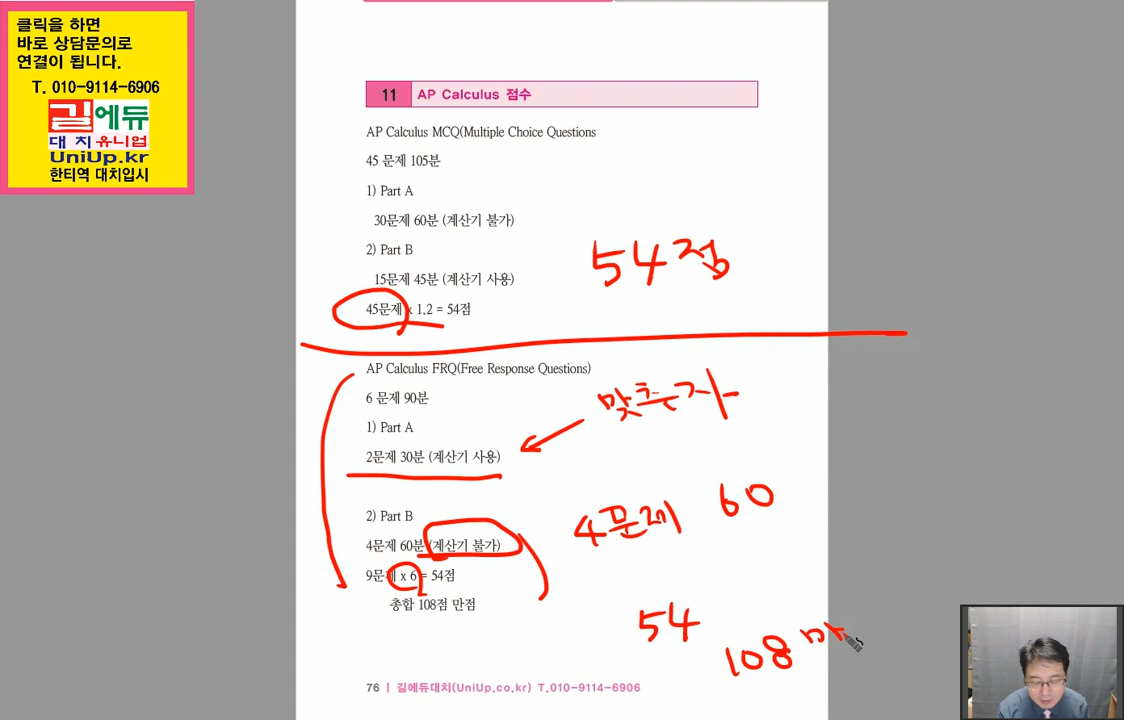 클릭을 하면
바로 상담문의로
연결이 됩니다.
T. 010-9114-6906
길에듀
대치유니업
UniUp.kr
한티역 대치입시
11 AP Calculus 점수
AP Calculus MCQ(Multiple Choice Questions
45 문제 105분
1) Part A
30문제 60분 (계산기 불가)
2) Part B
15문제 45분 (계산기 사용)
54점
45문제 x 1.2 = 54점
AP Calculus FRQ(Free Response Questions)
6 문제 90분
맞춘자
1) Part A
2문제 30분 (계산기 사용)
2) Part B
4문제 60
4문제 60분 (계산기 불가)
9문제 x 6 = 54점
총합 108점 만점
54
108
76 | 길에듀대치(UniUp.co.kr) T.010-9114-6906